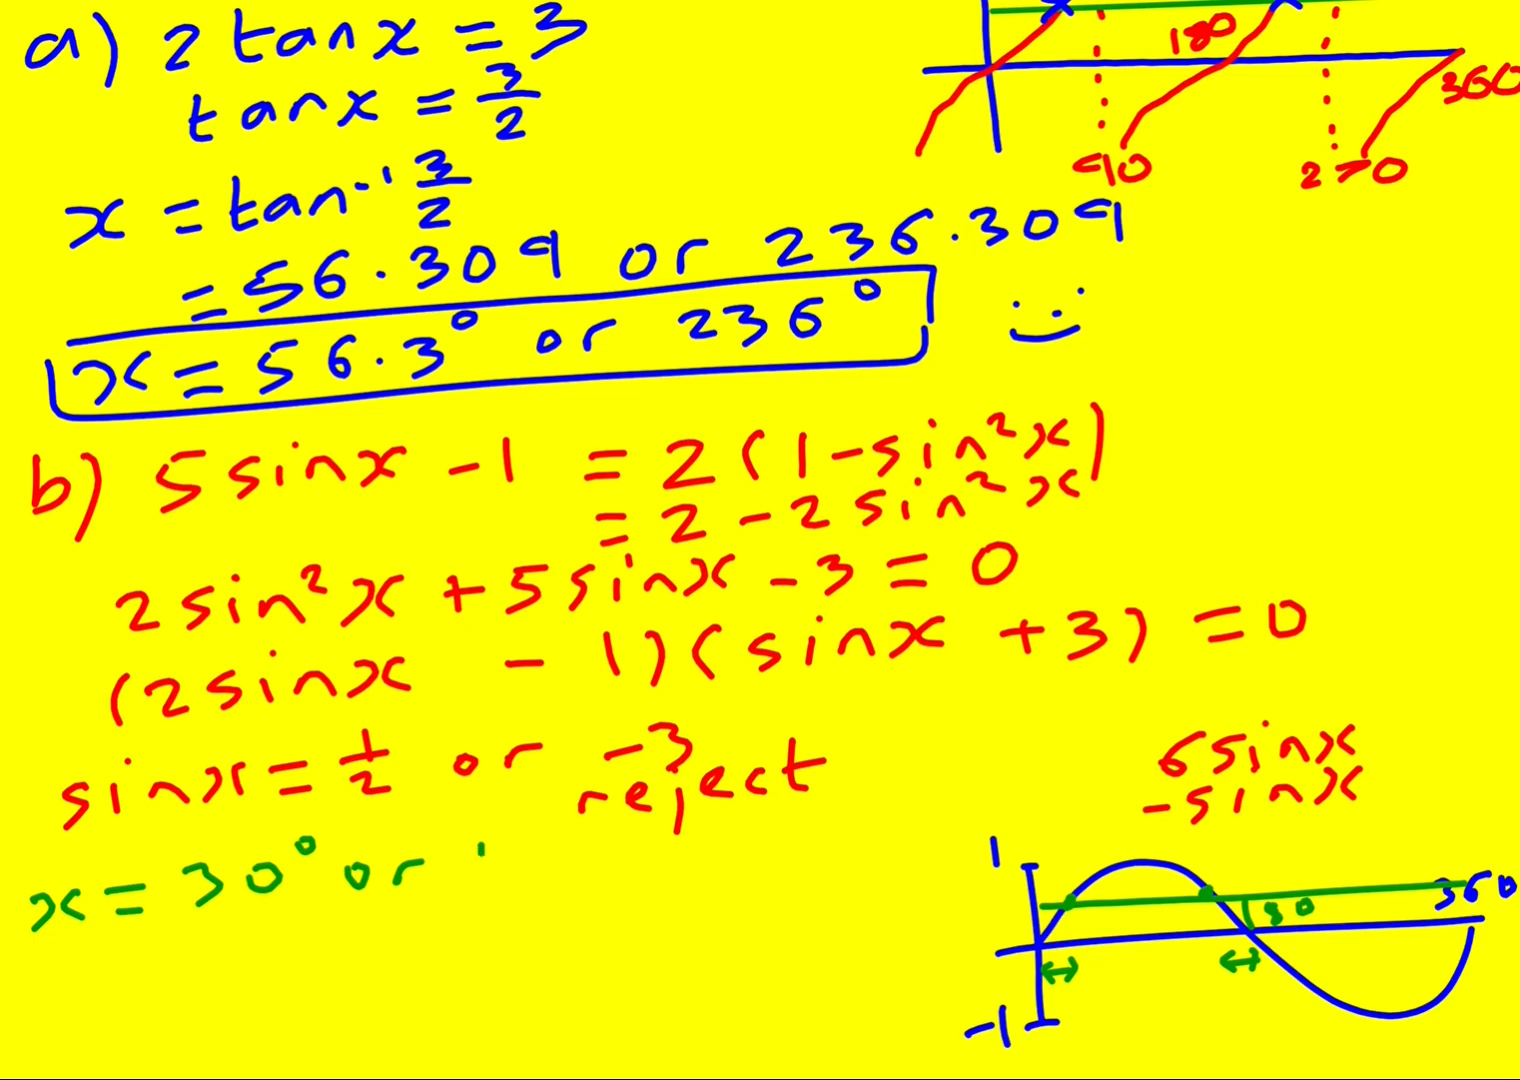 a) 2 tan x = 3
tan x = 3/2
x = tan⁻¹ 3/2
= 56.309 or 236.309
x = 56.3° or 236°
180
360
90
270
b) 5 sin x - 1 = 2(1 - sin²x)
= 2 - 2 sin²x
2 sin²x + 5 sin x - 3 = 0
(2 sin x - 1)(sin x + 3) = 0
sin x = 1/2 or -3
reject
6 sin x
- sin x
x = 30° or
1
360
180
-1